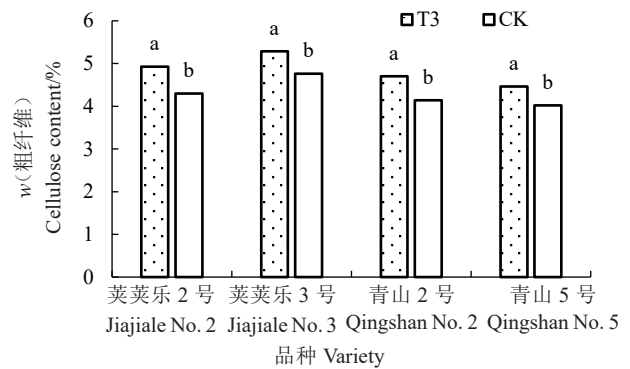 T3 CK
6
5
4
3
2
1
0
a b a b a b a b
w(粗纤维)
Cellulose content/%
荚荚乐 2 号 荚荚乐 3 号 青山 2 号 青山 5 号
Jiajiale No. 2 Jiajiale No. 3 Qingshan No. 2 Qingshan No. 5
品种 Variety